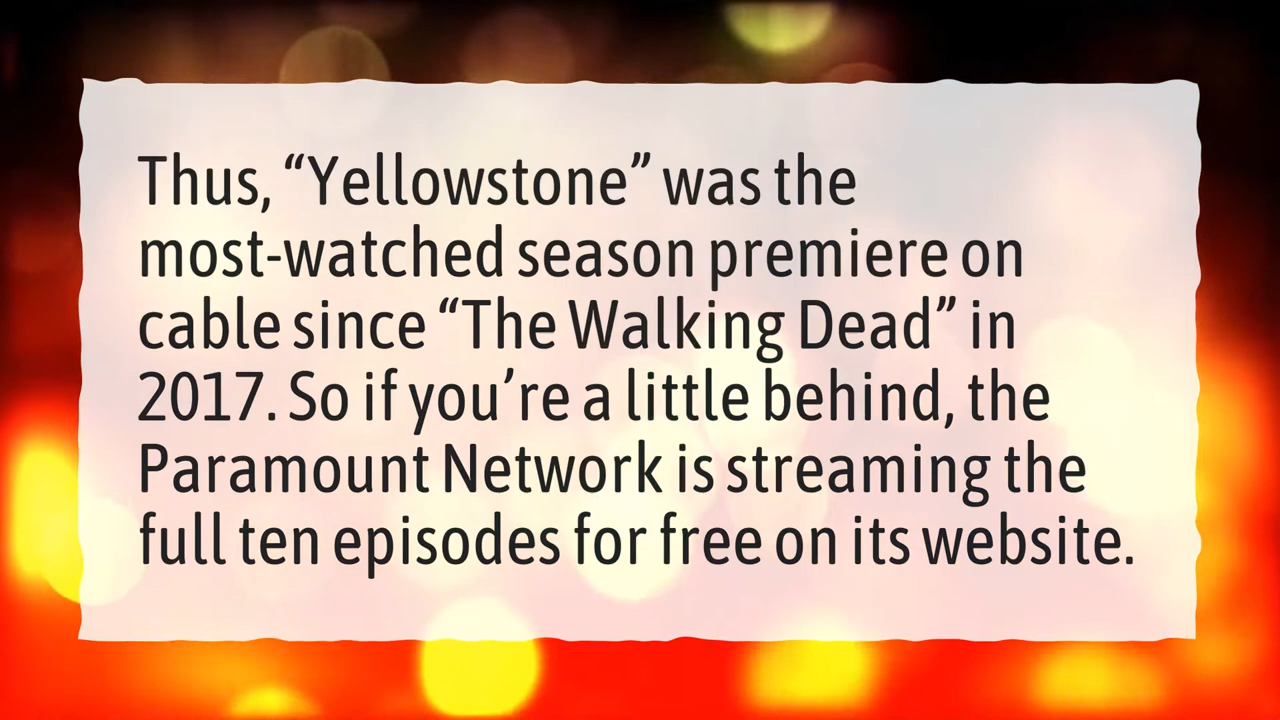 Thus, “Yellowstone” was the
most-watched season premiere on
cable since “The Walking Dead” in
2017. So if you’re a little behind, the
Paramount Network is streaming the
full ten episodes for free on its website.